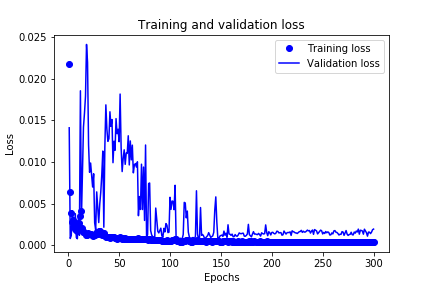 Training and validation loss
Training loss
Validation loss
0.025
0.020
0.015
0.010
0.005
0.000
Loss
0
50
100
150
200
250
300
Epochs